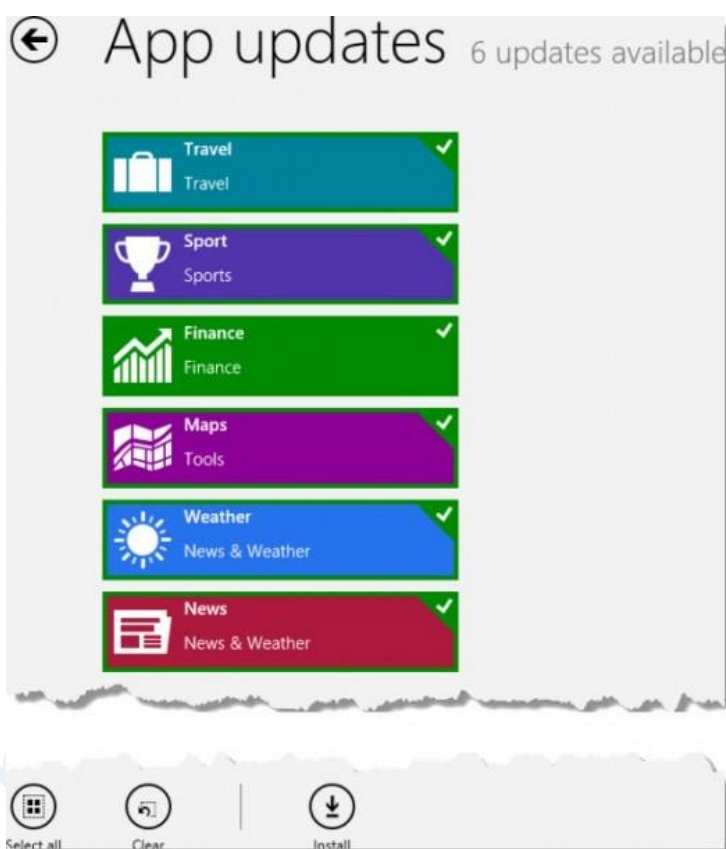 App updates 6 updates available
Travel
Travel
Sport
Sports
Finance
Finance
Maps
Tools
Weather
News & Weather
News
News & Weather
Select all Clear Install